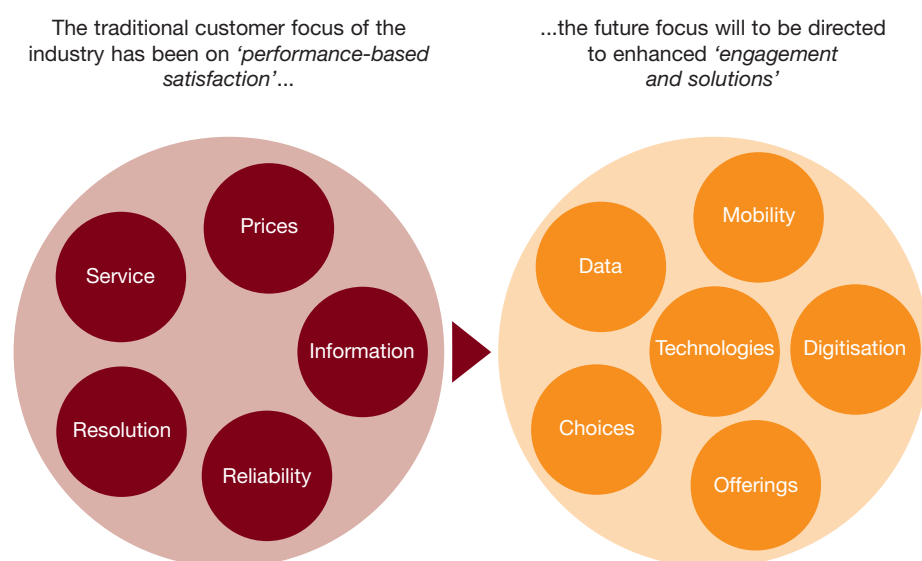 The traditional customer focus of the
industry has been on ‘performance-based
satisfaction’...
...the future focus will to be directed
to enhanced ‘engagement
and solutions’
Prices
Service
Information
Resolution
Reliability
Mobility
Data
Technologies
Digitisation
Choices
Offerings